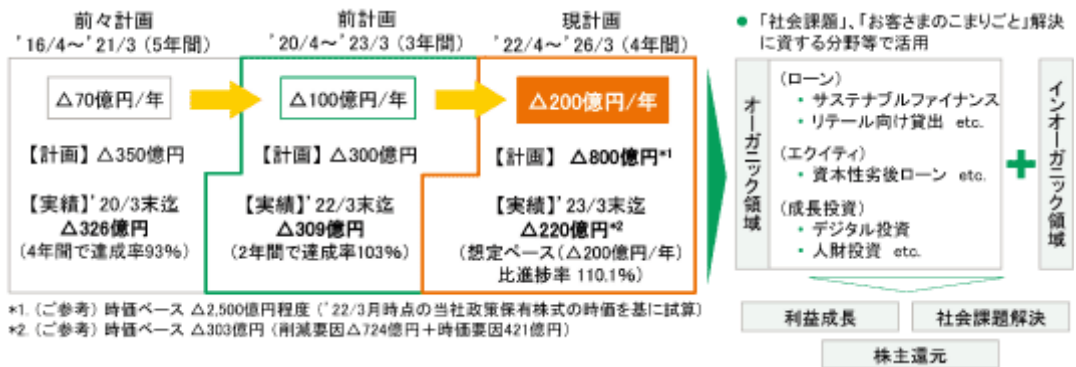 前々計画
'16/4～'21/3 (5年間)
△70億円/年
【計画】 △350億円
【実績】'20/3末迄
△326億円
(4年間で達成率93%)
前計画
'20/4～'23/3 (3年間)
△100億円/年
【計画】 △300億円
【実績】'22/3末迄
△309億円
(2年間で達成率103%)
現計画
'22/4～'26/3 (4年間)
△200億円/年
【計画】 △800億円*1
【実績】'23/3末迄
△220億円*2
(想定ペース(△200億円/年)
比進捗率 110.1%)
*1. (ご参考) 時価ベース △2,500億円程度 ('22/3月時点の当社政策保有株式の時価を基に試算)
*2. (ご参考) 時価ベース △303億円 (削減要因△724億円＋時価要因421億円)
● 「社会課題」、「お客さまのこまりごと」解決
に資する分野等で活用
オーガニック領域
(ローン)
・ サステナブルファイナンス
・ リテール向け貸出 etc.
(エクイティ)
・ 資本性劣後ローン etc.
(成長投資)
・ デジタル投資
・ 人財投資 etc.
インオーガニック領域
利益成長
社会課題解決
株主還元